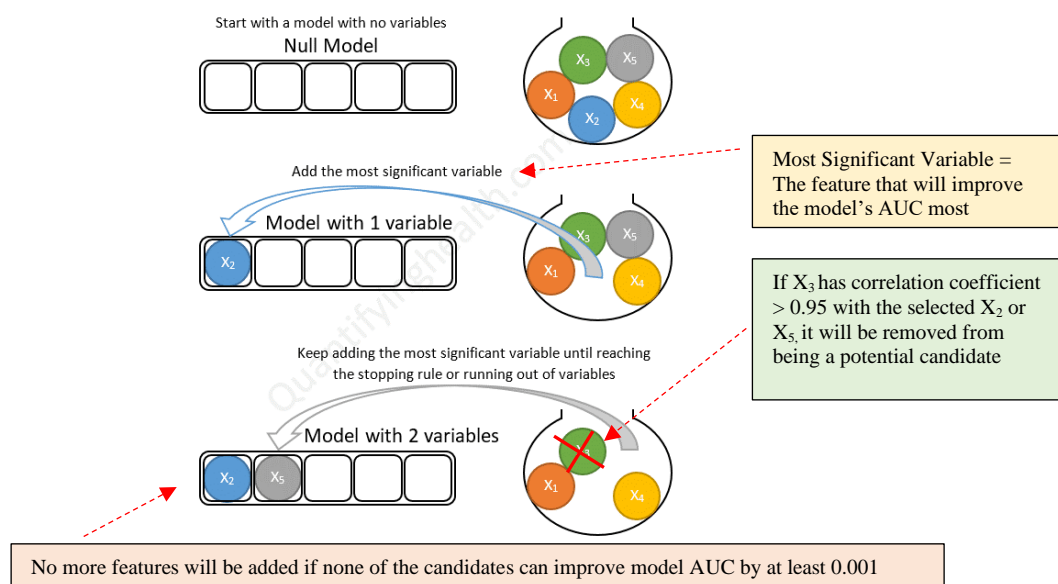 Start with a model with no variables
Null Model
X3
X5
X1
X4
X2
Most Significant Variable =
The feature that will improve
the model’s AUC most
Add the most significant variable
Model with 1 variable
X3
X5
X2
X1
X4
If X3 has correlation coefficient
> 0.95 with the selected X2 or
X5, it will be removed from
being a potential candidate
Keep adding the most significant variable until reaching
the stopping rule or running out of variables
Model with 2 variables
X2
X5
X1
X4
No more features will be added if none of the candidates can improve model AUC by at least 0.001
Quantifyinghealth.com